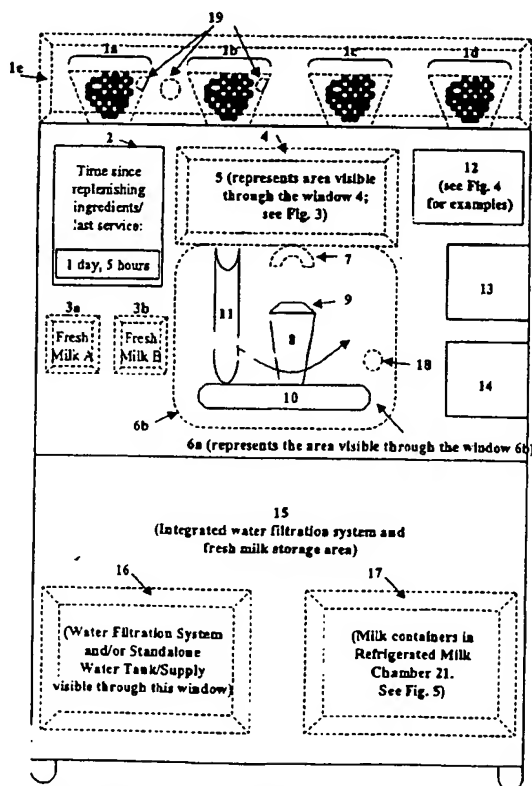 19
1a 1b 1c 1d
1e
2
4
Time since
replenishing
ingredients/
last service:
1 day, 5 hours
5 (represents area visible
through the window 4;
see Fig. 3)
12
(see Fig. 4
for examples)
7
3a 3b
11
9
13
Fresh
Milk A
Fresh
Milk B
8
18
14
10
6b
6a (represents the area visible through the window 6b)
15
(Integrated water filtration system and
fresh milk storage area)
16
17
(Water Filtration System
and/or Standalone
Water Tank/Supply
visible through this window)
(Milk containers in
Refrigerated Milk
Chamber 21.
See Fig. 5)